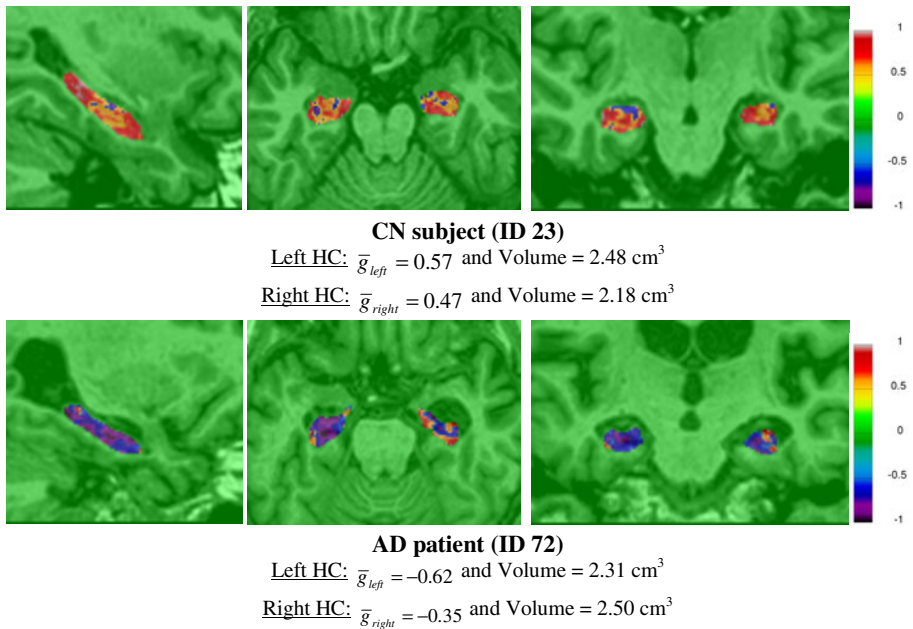 1
0.5
0
-0.5
-1
CN subject (ID 23)
Left HC: g̅left = 0.57 and Volume = 2.48 cm³
Right HC: g̅right = 0.47 and Volume = 2.18 cm³
1
0.5
0
-0.5
-1
AD patient (ID 72)
Left HC: g̅left = −0.62 and Volume = 2.31 cm³
Right HC: g̅right = −0.35 and Volume = 2.50 cm³